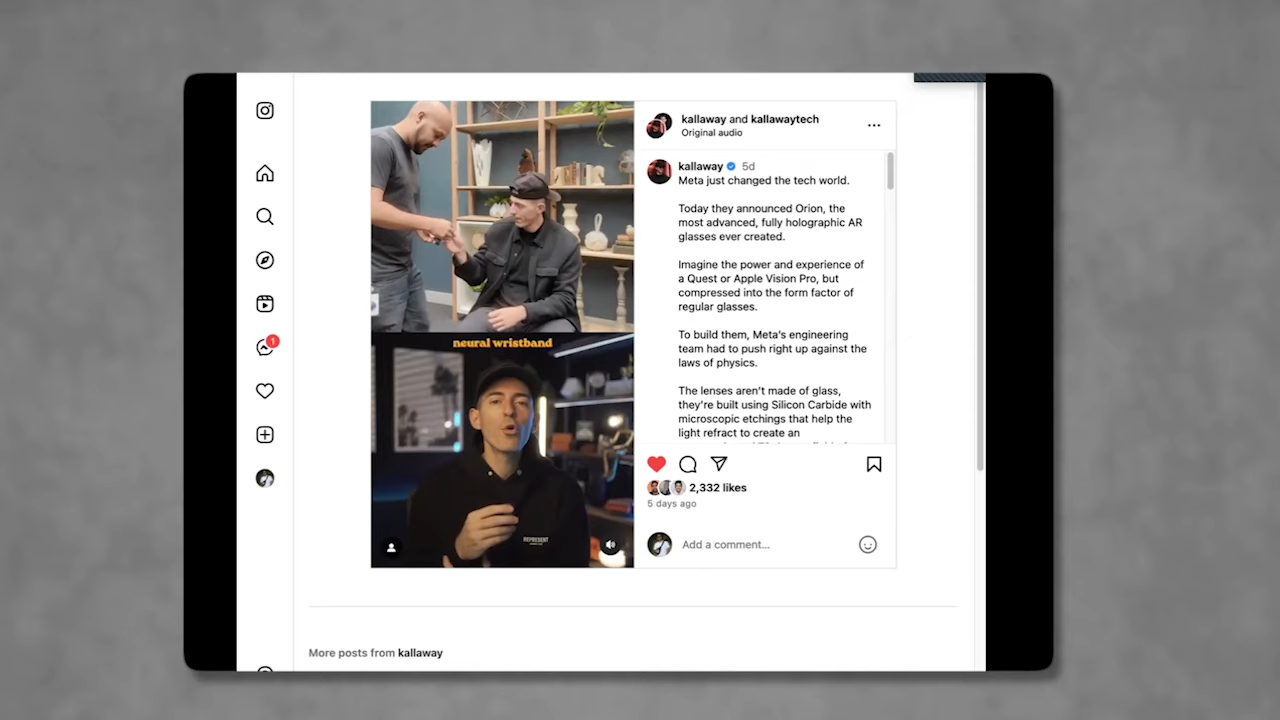 kallaway and kallawaytech
Original audio
kallaway 5d
Meta just changed the tech world.
Today they announced Orion, the
most advanced, fully holographic AR
glasses ever created.
Imagine the power and experience of
a Quest or Apple Vision Pro, but
compressed into the form factor of
regular glasses.
To build them, Meta's engineering
team had to push right up against the
laws of physics.
The lenses aren't made of glass,
they're built using Silicon Carbide with
microscopic etchings that help the
light refract to create an
neural wristband
REPRESENT
1
2,332 likes
5 days ago
Add a comment...
More posts from kallaway